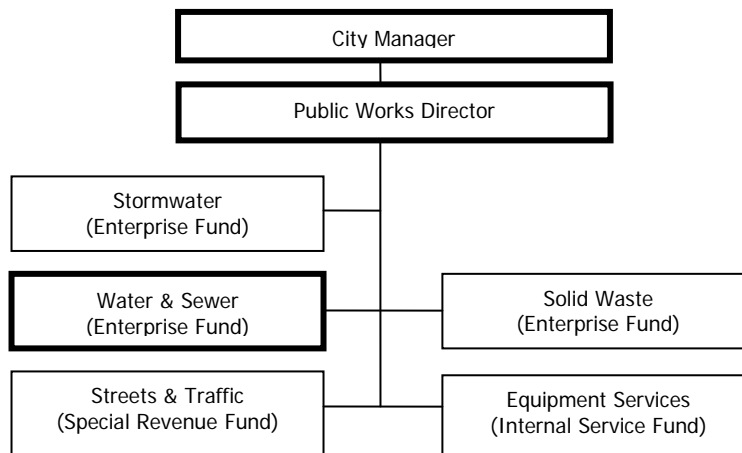 City Manager
Public Works Director
Stormwater
(Enterprise Fund)
Water & Sewer
(Enterprise Fund)
Solid Waste
(Enterprise Fund)
Streets & Traffic
(Special Revenue Fund)
Equipment Services
(Internal Service Fund)